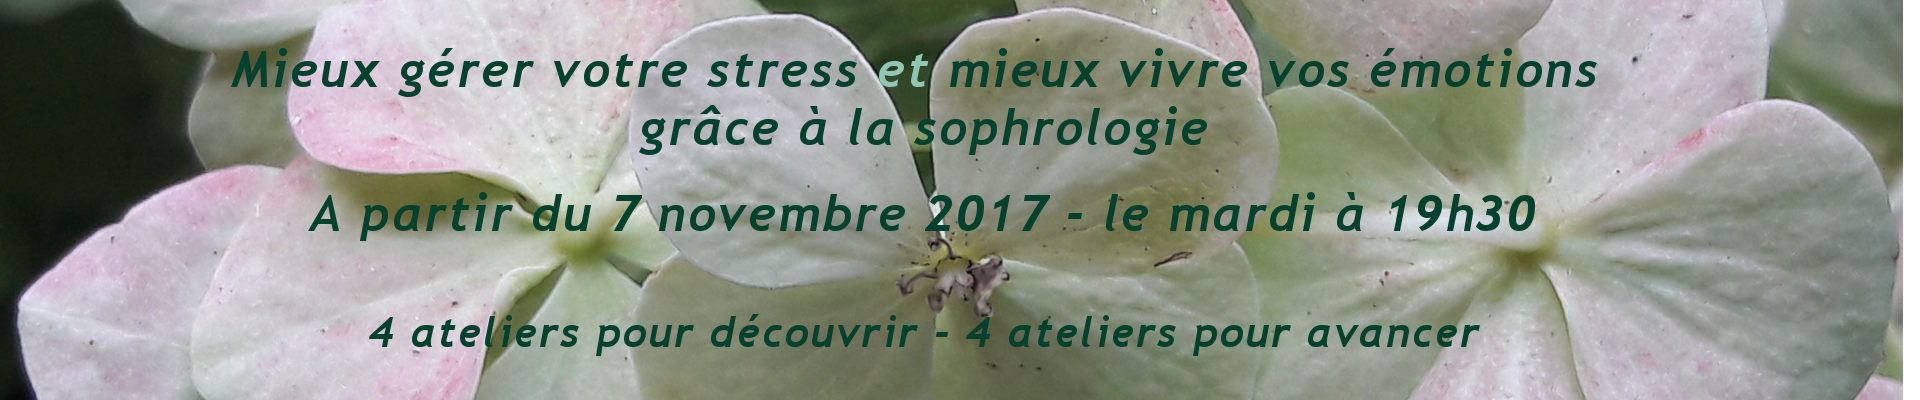 Mieux gérer votre stress et mieux vivre vos émotions
grâce à la sophrologie
A partir du 7 novembre 2017 - le mardi à 19h30
4 ateliers pour découvrir - 4 ateliers pour avancer